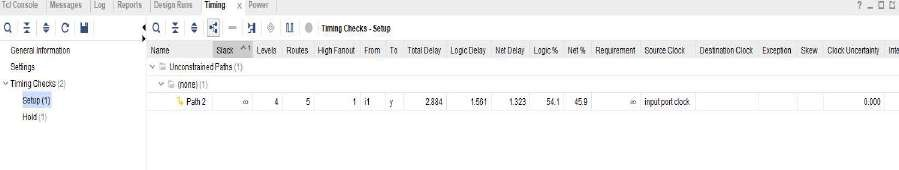 Tcl Console Messages Log Reports Design Runs Timing x Power ? _
Timing Checks - Setup
General Information
Settings
Timing Checks (2)
Setup (1)
Hold (1)
Name Slack ^1 Levels Routes High Fanout From To Total Delay Logic Delay Net Delay Logic % Net % Requirement Source Clock Destination Clock Exception Skew Clock Uncertainty Inte
Unconstrained Paths (1)
(none) (1)
Path 2 ∞ 4 5 1 i1 y 2.884 1.561 1.323 54.1 45.9 ∞ input port clock 0.000